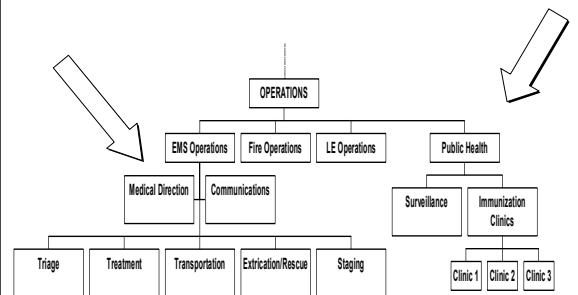 OPERATIONS
EMS Operations
Fire Operations
LE Operations
Public Health
Medical Direction
Communications
Surveillance
Immunization
Clinics
Triage
Treatment
Transportation
Extrication/Rescue
Staging
Clinic 1
Clinic 2
Clinic 3